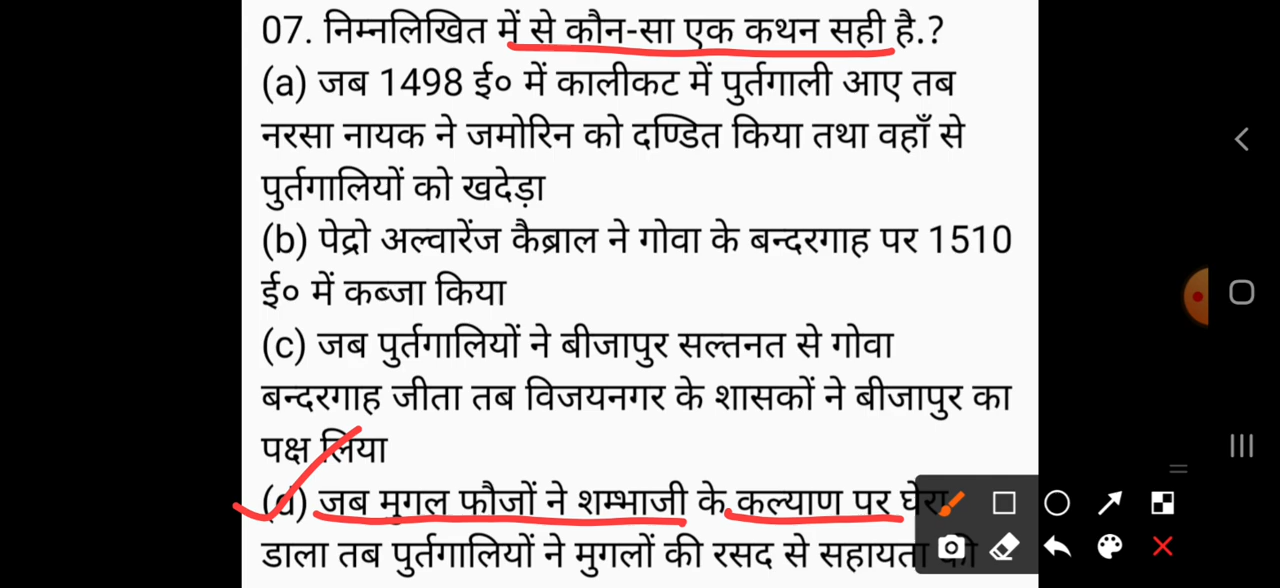 07. निम्नलिखित में से कौन-सा एक कथन सही है.?
(a) जब 1498 ई० में कालीकट में पुर्तगाली आए तब
नरसा नायक ने जमोरिन को दण्डित किया तथा वहाँ से
पुर्तगालियों को खदेड़ा
(b) पेद्रो अल्वारेंज कैब्राल ने गोवा के बन्दरगाह पर 1510
ई० में कब्जा किया
(c) जब पुर्तगालियों ने बीजापुर सल्तनत से गोवा
बन्दरगाह जीता तब विजयनगर के शासकों ने बीजापुर का
पक्ष लिया
(d) जब मुगल फौजों ने शम्भाजी के कल्याण पर घेरा
डाला तब पुर्तगालियों ने मुगलों की रसद से सहायता की